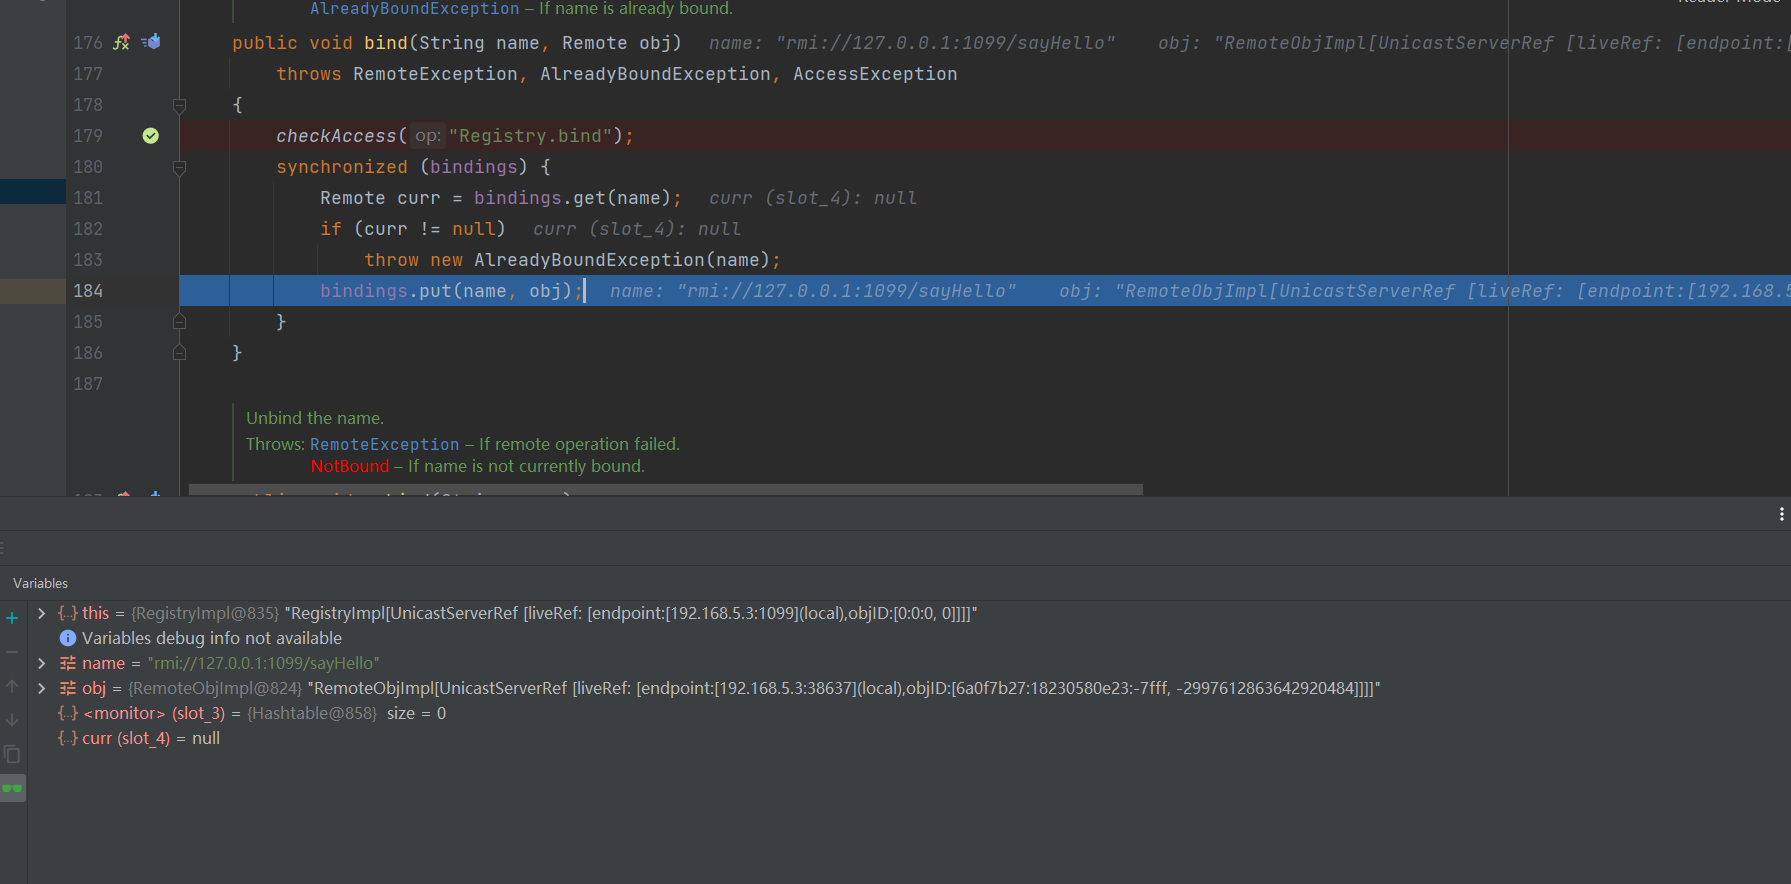 AlreadyBoundException – If name is already bound.
176 public void bind(String name, Remote obj) name: "rmi://127.0.0.1:1099/sayHello" obj: "RemoteObjImpl[UnicastServerRef [liveRef: [endpoint:[
177 throws RemoteException, AlreadyBoundException, AccessException
178 {
179 checkAccess( op: "Registry.bind");
180 synchronized (bindings) {
181 Remote curr = bindings.get(name); curr (slot_4): null
182 if (curr != null) curr (slot_4): null
183 throw new AlreadyBoundException(name);
184 bindings.put(name, obj); name: "rmi://127.0.0.1:1099/sayHello" obj: "RemoteObjImpl[UnicastServerRef [liveRef: [endpoint:[192.168.5
185 }
186 }
187
Unbind the name.
Throws: RemoteException – If remote operation failed.
NotBound – If name is not currently bound.
Variables
this = {RegistryImpl@835} "RegistryImpl[UnicastServerRef [liveRef: [endpoint:[192.168.5.3:1099](local),objID:[0:0:0, 0]]]]"
Variables debug info not available
name = "rmi://127.0.0.1:1099/sayHello"
obj = {RemoteObjImpl@824} "RemoteObjImpl[UnicastServerRef [liveRef: [endpoint:[192.168.5.3:38637](local),objID:[6a0f7b27:18230580e23:-7fff, -2997612863642920484]]]]"
<monitor> (slot_3) = {Hashtable@858} size = 0
curr (slot_4) = null